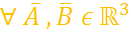 ∀ Ā , B̄ ϵ ℝ³